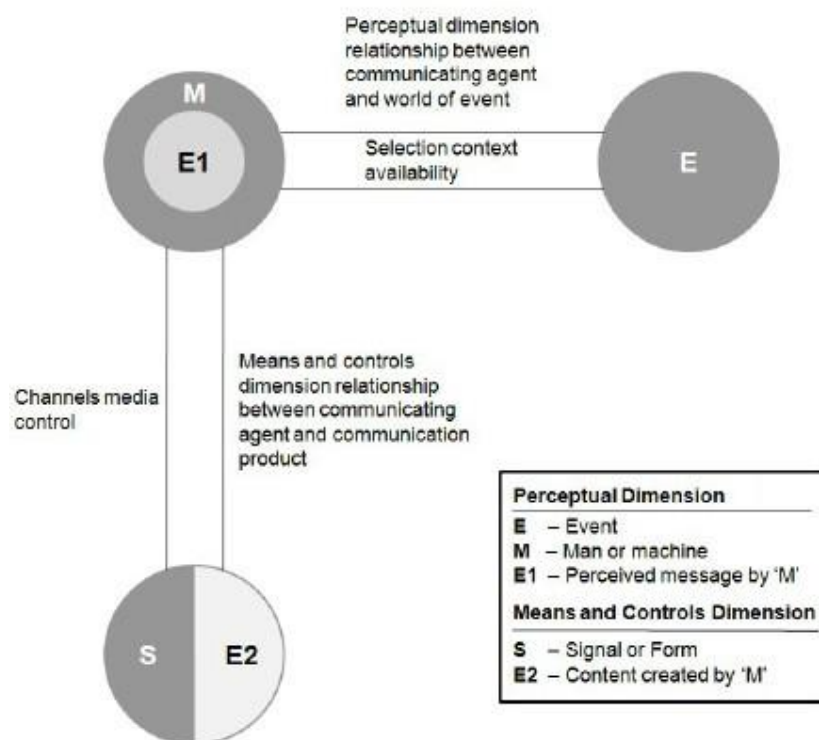 Perceptual dimension
relationship between
communicating agent
and world of event
M
E1
Selection context
availability
E
Channels media
control
Means and controls
dimension relationship
between communicating
agent and communication
product
S
E2
Perceptual Dimension
E – Event
M – Man or machine
E1 – Perceived message by ‘M’
Means and Controls Dimension
S – Signal or Form
E2 – Content created by ‘M’